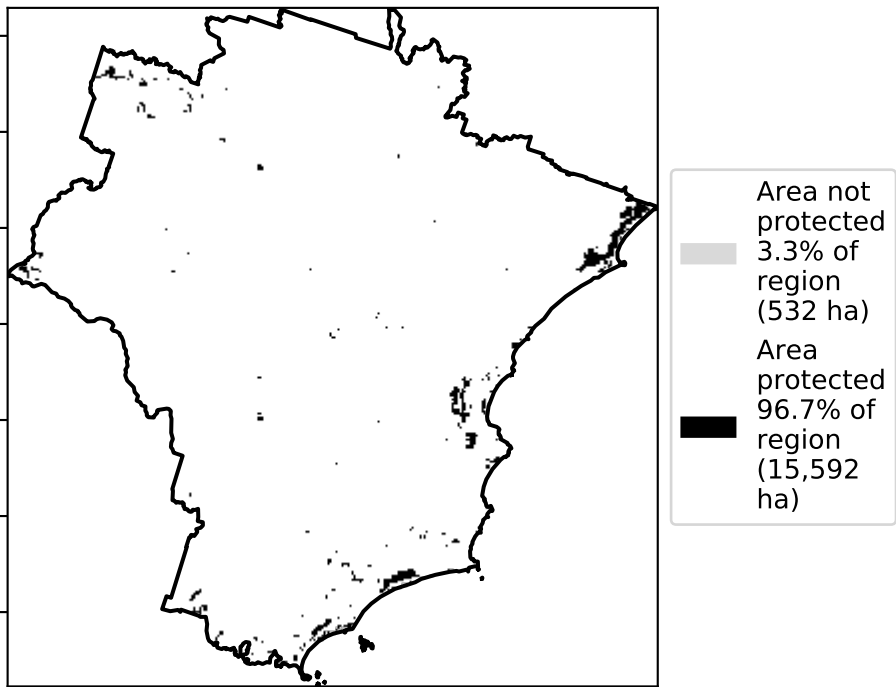 Area not
protected
3.3% of
region
(532 ha)
Area
protected
96.7% of
region
(15,592
ha)